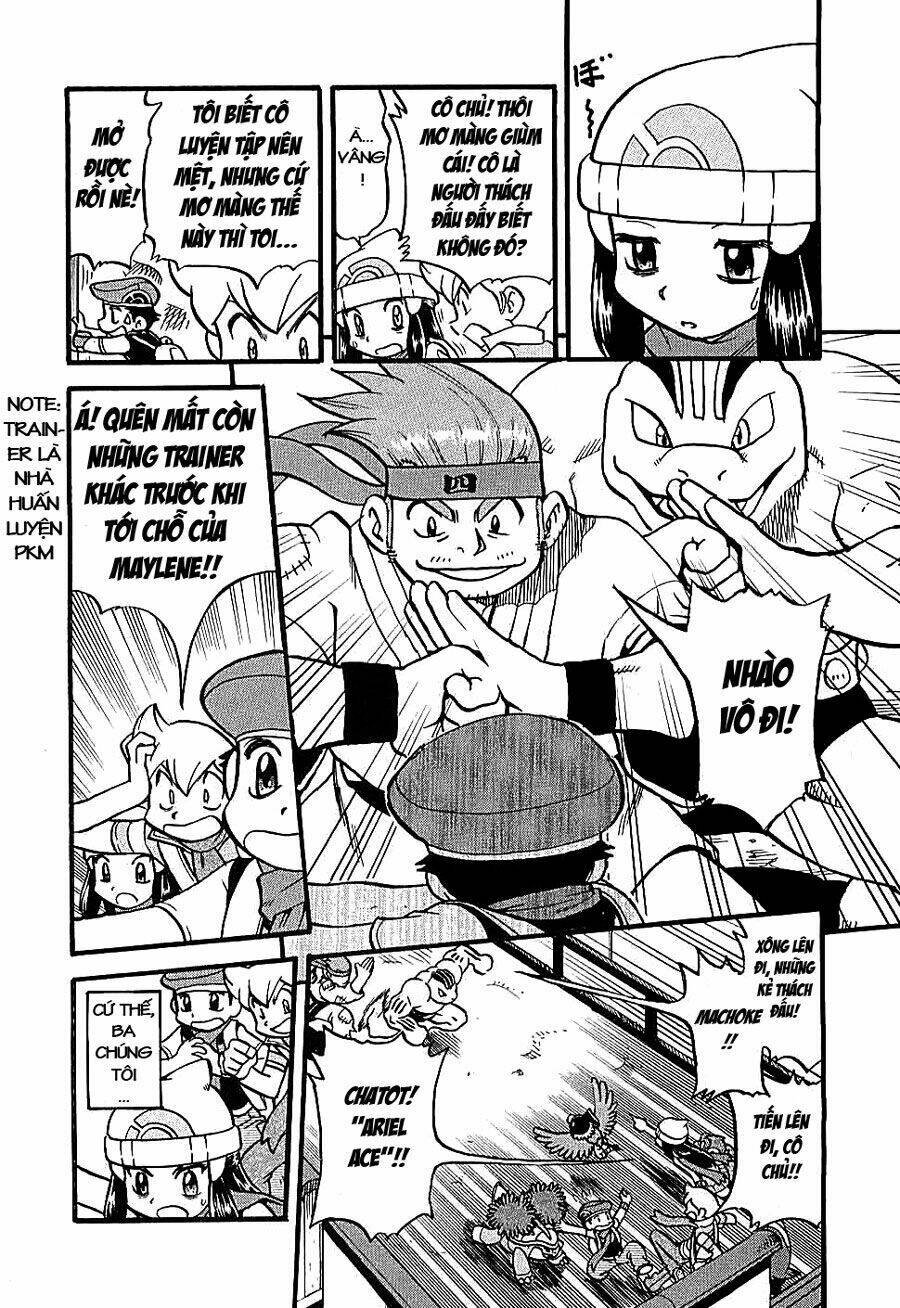 ほ゛
CÔ CHỦ! THÔI
MƠ MÀNG GIÙM
CÁI! CÔ LÀ
NGƯỜI THÁCH
ĐẤU ĐẤY BIẾT
KHÔNG ĐÓ?
À...
VÂNG
!
TÔI BIẾT CÔ
LUYỆN TẬP NÊN
MỆT, NHƯNG CỨ
MƠ MÀNG THẾ
NÀY THÌ TOI...
MỞ
ĐƯỢC
RỒI NÈ!
NHÀO
VÔ ĐI!
Á! QUÊN MẤT CÒN
NHỮNG TRAINER
KHÁC TRƯỚC KHI
TỚI CHỖ CỦA
MAYLENE!!
NOTE:
TRAIN-
ER LÀ
NHÀ
HUẤN
LUYỆN
PKM
XÔNG LÊN
ĐI, NHỮNG
KẺ THÁCH
ĐẤU!
MACHOKE
!!
TIẾN LÊN
ĐI, CÔ
CHỦ!!
CHATOT!
"ARIEL
ACE"!!
CỨ THẾ,
BA
CHÚNG
TÔI
...